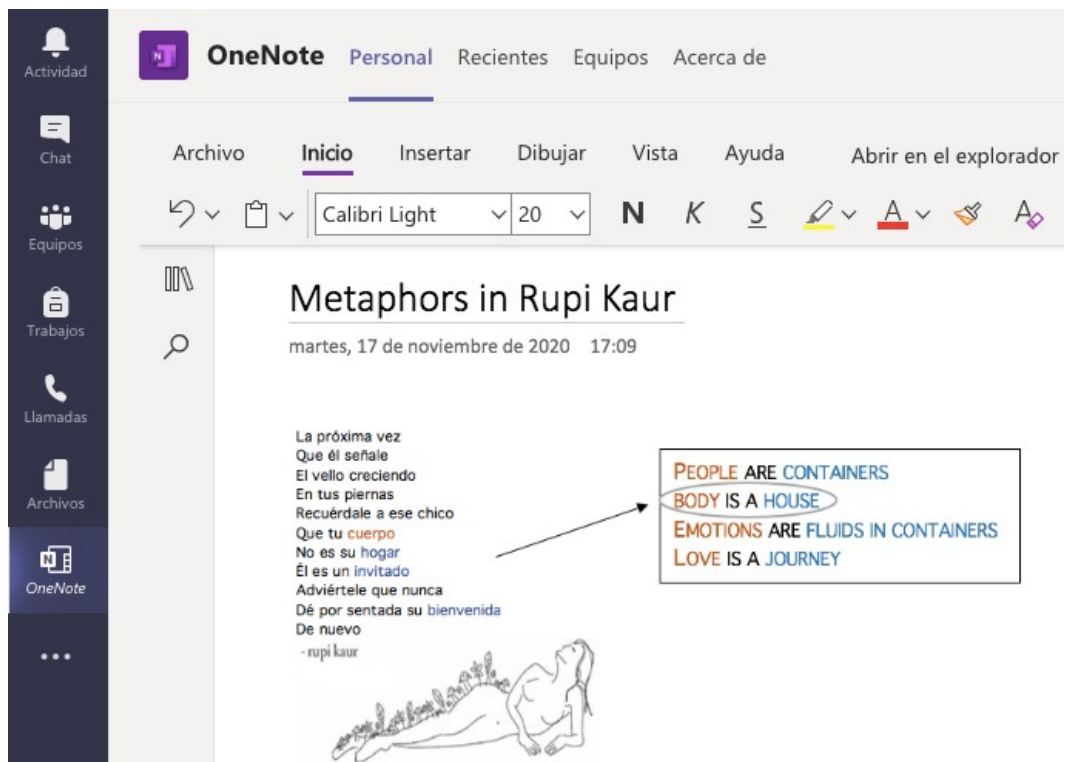 Actividad
Chat
Equipos
Trabajos
Llamadas
Archivos
OneNote
OneNote Personal Recientes Equipos Acerca de
Archivo Inicio Insertar Dibujar Vista Ayuda Abrir en el explorador
Calibri Light 20 N K S A A
Metaphors in Rupi Kaur
martes, 17 de noviembre de 2020 17:09
La próxima vez
Que él señale
El vello creciendo
En tus piernas
Recuérdale a ese chico
Que tu cuerpo
No es su hogar
Él es un invitado
Adviértele que nunca
Dé por sentada su bienvenida
De nuevo
- rupi kaur
PEOPLE ARE CONTAINERS
BODY IS A HOUSE
EMOTIONS ARE FLUIDS IN CONTAINERS
LOVE IS A JOURNEY